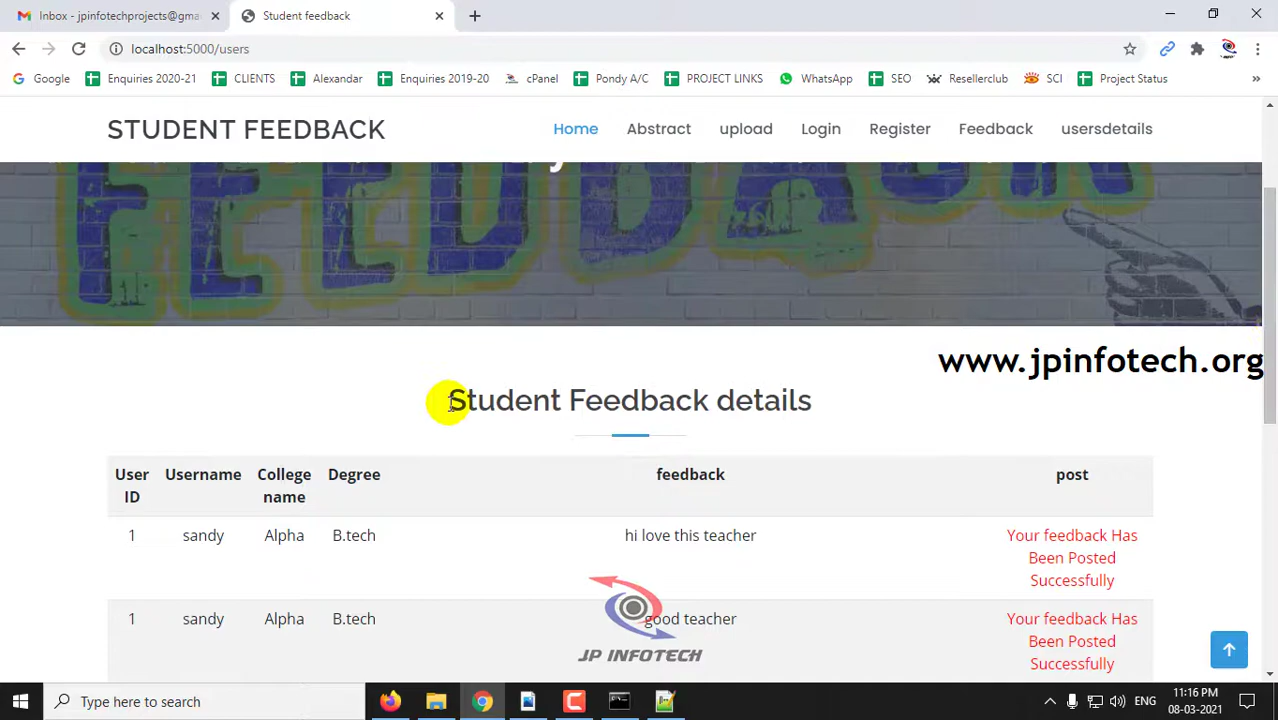 Inbox - jpinfotechprojects@gma
Student feedback
localhost:5000/users
Google
Enquiries 2020-21
CLIENTS
Alexandar
Enquiries 2019-20
cPanel
Pondy A/C
PROJECT LINKS
WhatsApp
SEO
Resellerclub
SCI
Project Status
STUDENT FEEDBACK
Home
Abstract
upload
Login
Register
Feedback
usersdetails
FEEDBACK
www.jpinfotech.org
Student Feedback details
User ID
Username
College name
Degree
feedback
post
1
sandy
Alpha
B.tech
hi love this teacher
Your feedback Has
Been Posted
Successfully
1
sandy
Alpha
B.tech
good teacher
Your feedback Has
Been Posted
Successfully
JP INFOTECH
Type here to search
ENG
11:16 PM
08-03-2021